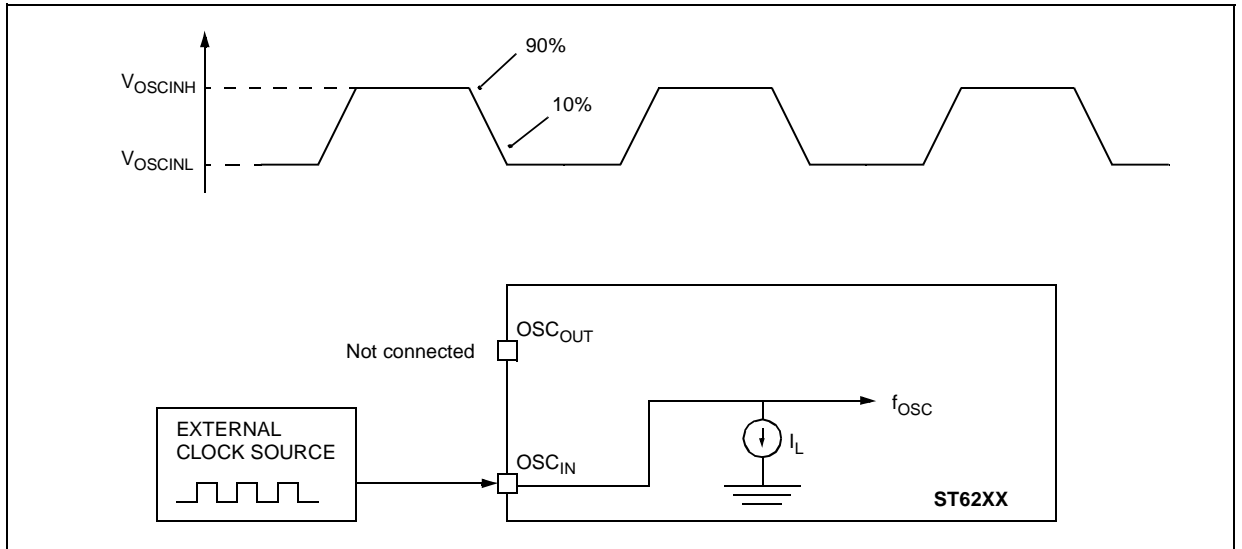 90%
V_OSCINH
10%
V_OSCINL
OSC_OUT
Not connected
f_OSC
EXTERNAL
CLOCK SOURCE
I_L
OSC_IN
ST62XX